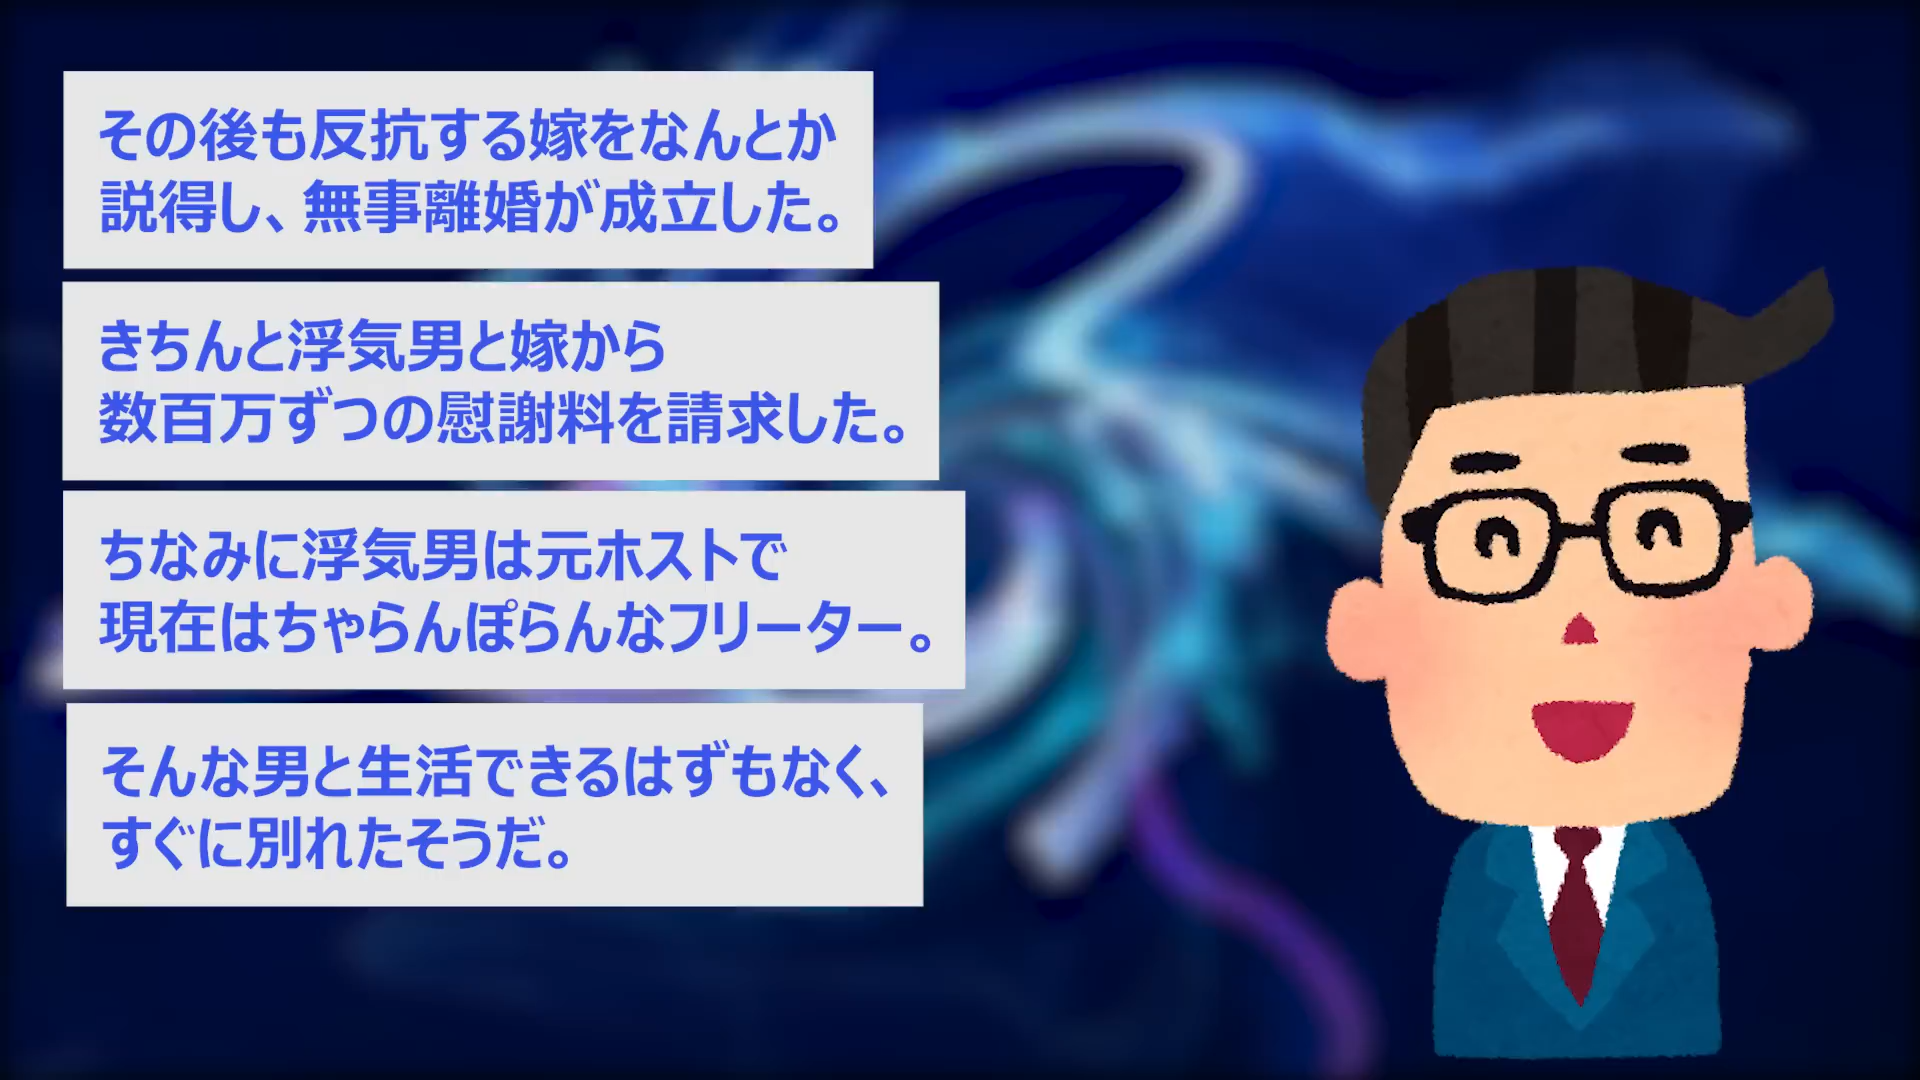 その後も反抗する嫁をなんとか
説得し、無事離婚が成立した。
きちんと浮気男と嫁から
数百万ずつの慰謝料を請求した。
ちなみに浮気男は元ホストで
現在はちゃらんぽらんなフリーター。
そんな男と生活できるはずもなく、
すぐに別れたそうだ。